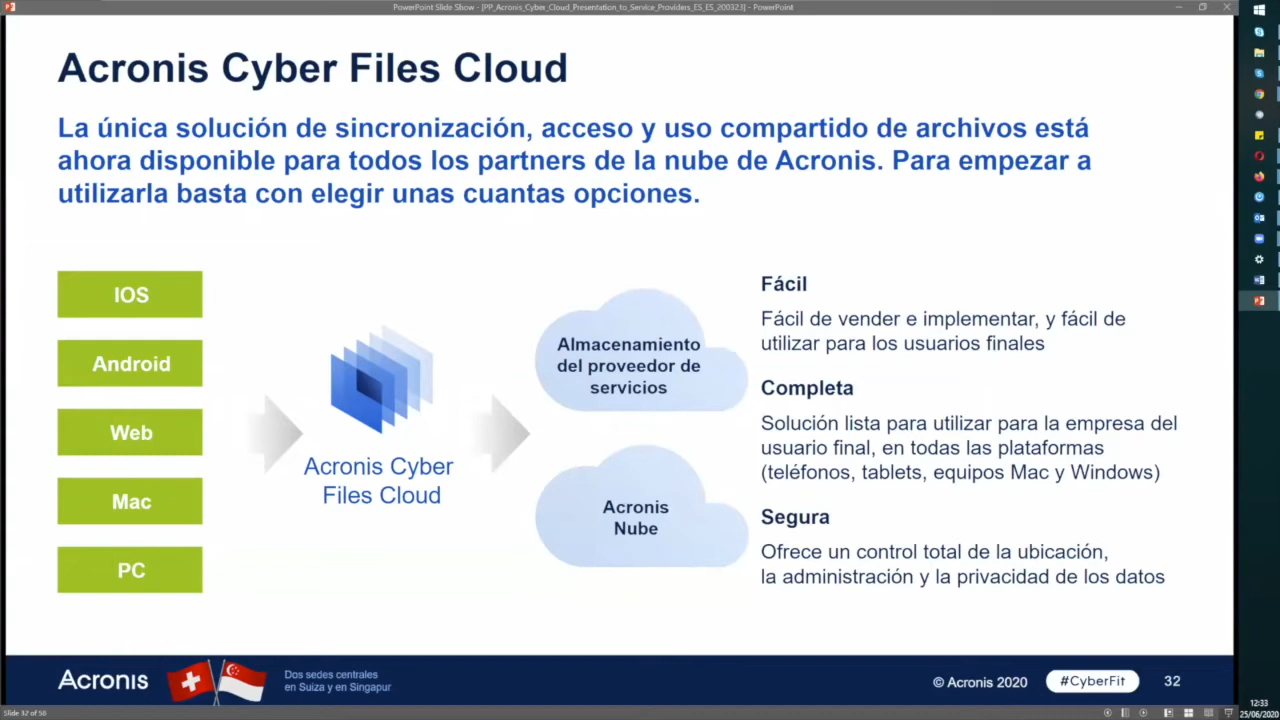 PowerPoint Slide Show - [PP_Acronis_Cyber_Cloud_Presentation_to_Service_Providers_ES_ES_200323] - PowerPoint
Acronis Cyber Files Cloud
La única solución de sincronización, acceso y uso compartido de archivos está
ahora disponible para todos los partners de la nube de Acronis. Para empezar a
utilizarla basta con elegir unas cuantas opciones.
IOS
Android
Web
Mac
PC
Acronis Cyber
Files Cloud
Almacenamiento
del proveedor de
servicios
Acronis
Nube
Fácil
Fácil de vender e implementar, y fácil de
utilizar para los usuarios finales
Completa
Solución lista para utilizar para la empresa del
usuario final, en todas las plataformas
(teléfonos, tablets, equipos Mac y Windows)
Segura
Ofrece un control total de la ubicación,
la administración y la privacidad de los datos
Acronis
Dos sedes centrales
en Suiza y en Singapur
© Acronis 2020
#CyberFit
32
Slide 32 of 50
12:33
25/06/2020